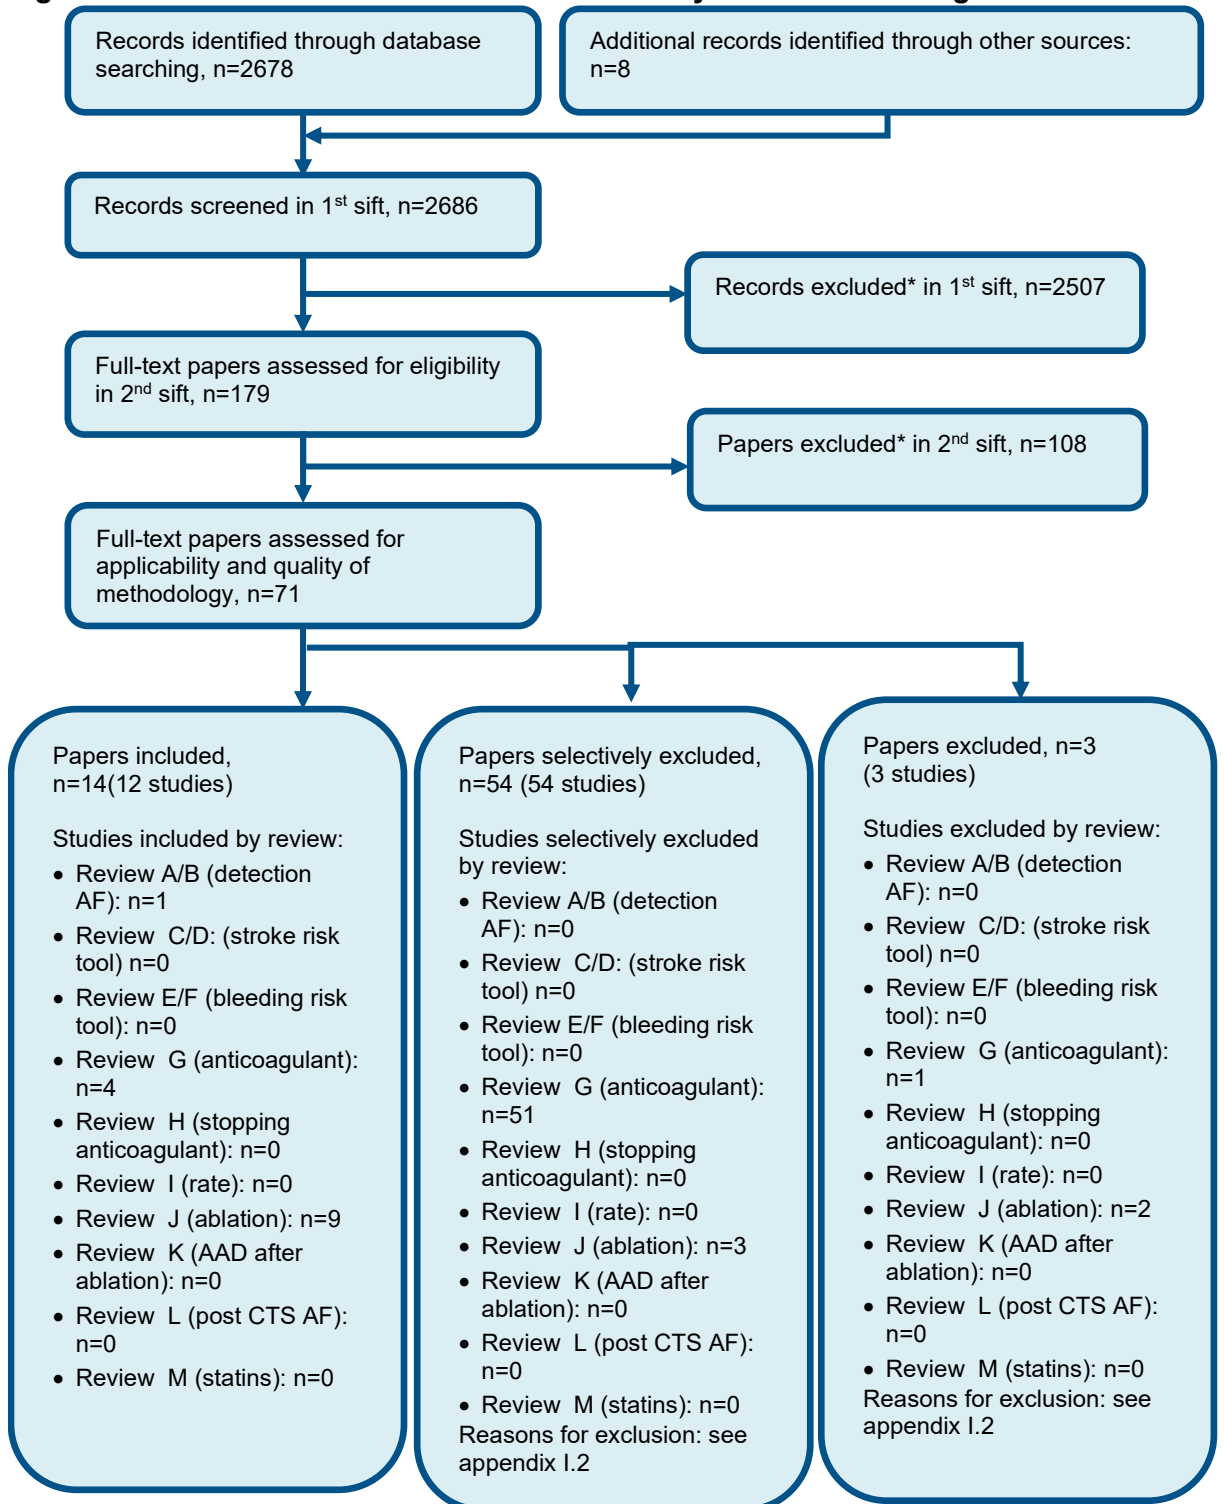 Records identified through database
searching, n=2678
Additional records identified through other sources:
n=8
Records screened in 1st sift, n=2686
Records excluded* in 1st sift, n=2507
Full-text papers assessed for eligibility
in 2nd sift, n=179
Papers excluded* in 2nd sift, n=108
Full-text papers assessed for
applicability and quality of
methodology, n=71
Papers included,
n=14(12 studies)
Studies included by review:
• Review A/B (detection
AF): n=1
• Review  C/D: (stroke risk
tool) n=0
• Review E/F (bleeding risk
tool): n=0
• Review  G (anticoagulant):
n=4
• Review  H (stopping
anticoagulant): n=0
• Review  I (rate): n=0
• Review  J (ablation): n=9
• Review  K (AAD after
ablation): n=0
• Review  L (post CTS AF):
n=0
• Review  M (statins): n=0
Papers selectively excluded,
n=54 (54 studies)
Studies selectively excluded
by review:
• Review A/B (detection
AF): n=0
• Review  C/D: (stroke risk
tool) n=0
• Review E/F (bleeding risk
tool): n=0
• Review  G (anticoagulant):
n=51
• Review  H (stopping
anticoagulant): n=0
• Review  I (rate): n=0
• Review  J (ablation): n=3
• Review  K (AAD after
ablation): n=0
• Review  L (post CTS AF):
n=0
• Review  M (statins): n=0
Reasons for exclusion: see
appendix I.2
Papers excluded, n=3
(3 studies)
Studies excluded by review:
• Review A/B (detection
AF): n=0
• Review  C/D: (stroke risk
tool) n=0
• Review E/F (bleeding risk
tool): n=0
• Review  G (anticoagulant):
n=1
• Review  H (stopping
anticoagulant): n=0
• Review  I (rate): n=0
• Review  J (ablation): n=2
• Review  K (AAD after
ablation): n=0
• Review  L (post CTS AF):
n=0
• Review  M (statins): n=0
Reasons for exclusion: see
appendix I.2